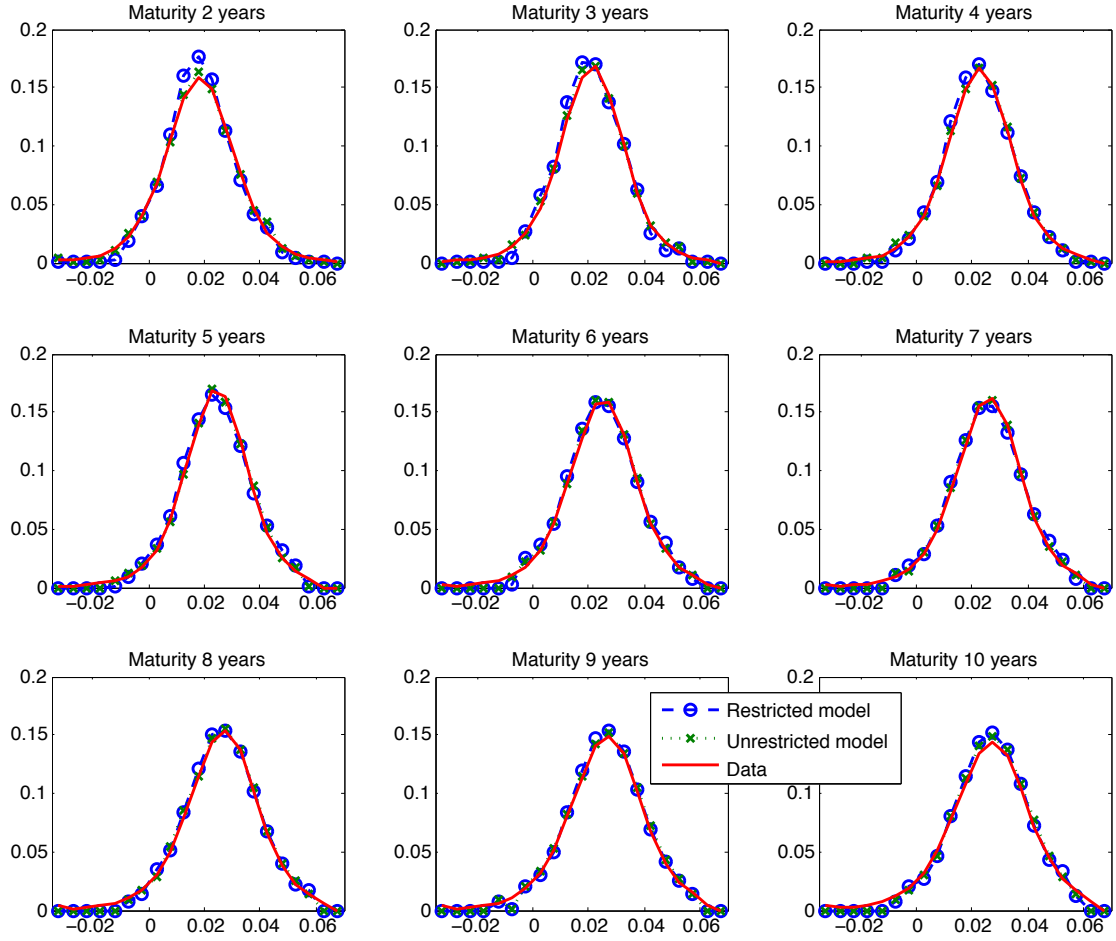 Maturity 2 years
Maturity 3 years
Maturity 4 years
0.2
0.15
0.1
0.05
0
−0.02 0 0.02 0.04 0.06
0.2
0.15
0.1
0.05
0
−0.02 0 0.02 0.04 0.06
0.2
0.15
0.1
0.05
0
−0.02 0 0.02 0.04 0.06
Maturity 5 years
Maturity 6 years
Maturity 7 years
0.2
0.15
0.1
0.05
0
−0.02 0 0.02 0.04 0.06
0.2
0.15
0.1
0.05
0
−0.02 0 0.02 0.04 0.06
0.2
0.15
0.1
0.05
0
−0.02 0 0.02 0.04 0.06
Maturity 8 years
Maturity 9 years
Maturity 10 years
0.2
0.15
0.1
0.05
0
−0.02 0 0.02 0.04 0.06
0.2
0.15
0.1
0.05
0
−0.02 0 0.02 0.04 0.06
Restricted model
Unrestricted model
Data
0.2
0.05
0
−0.02 0 0.02 0.04 0.06